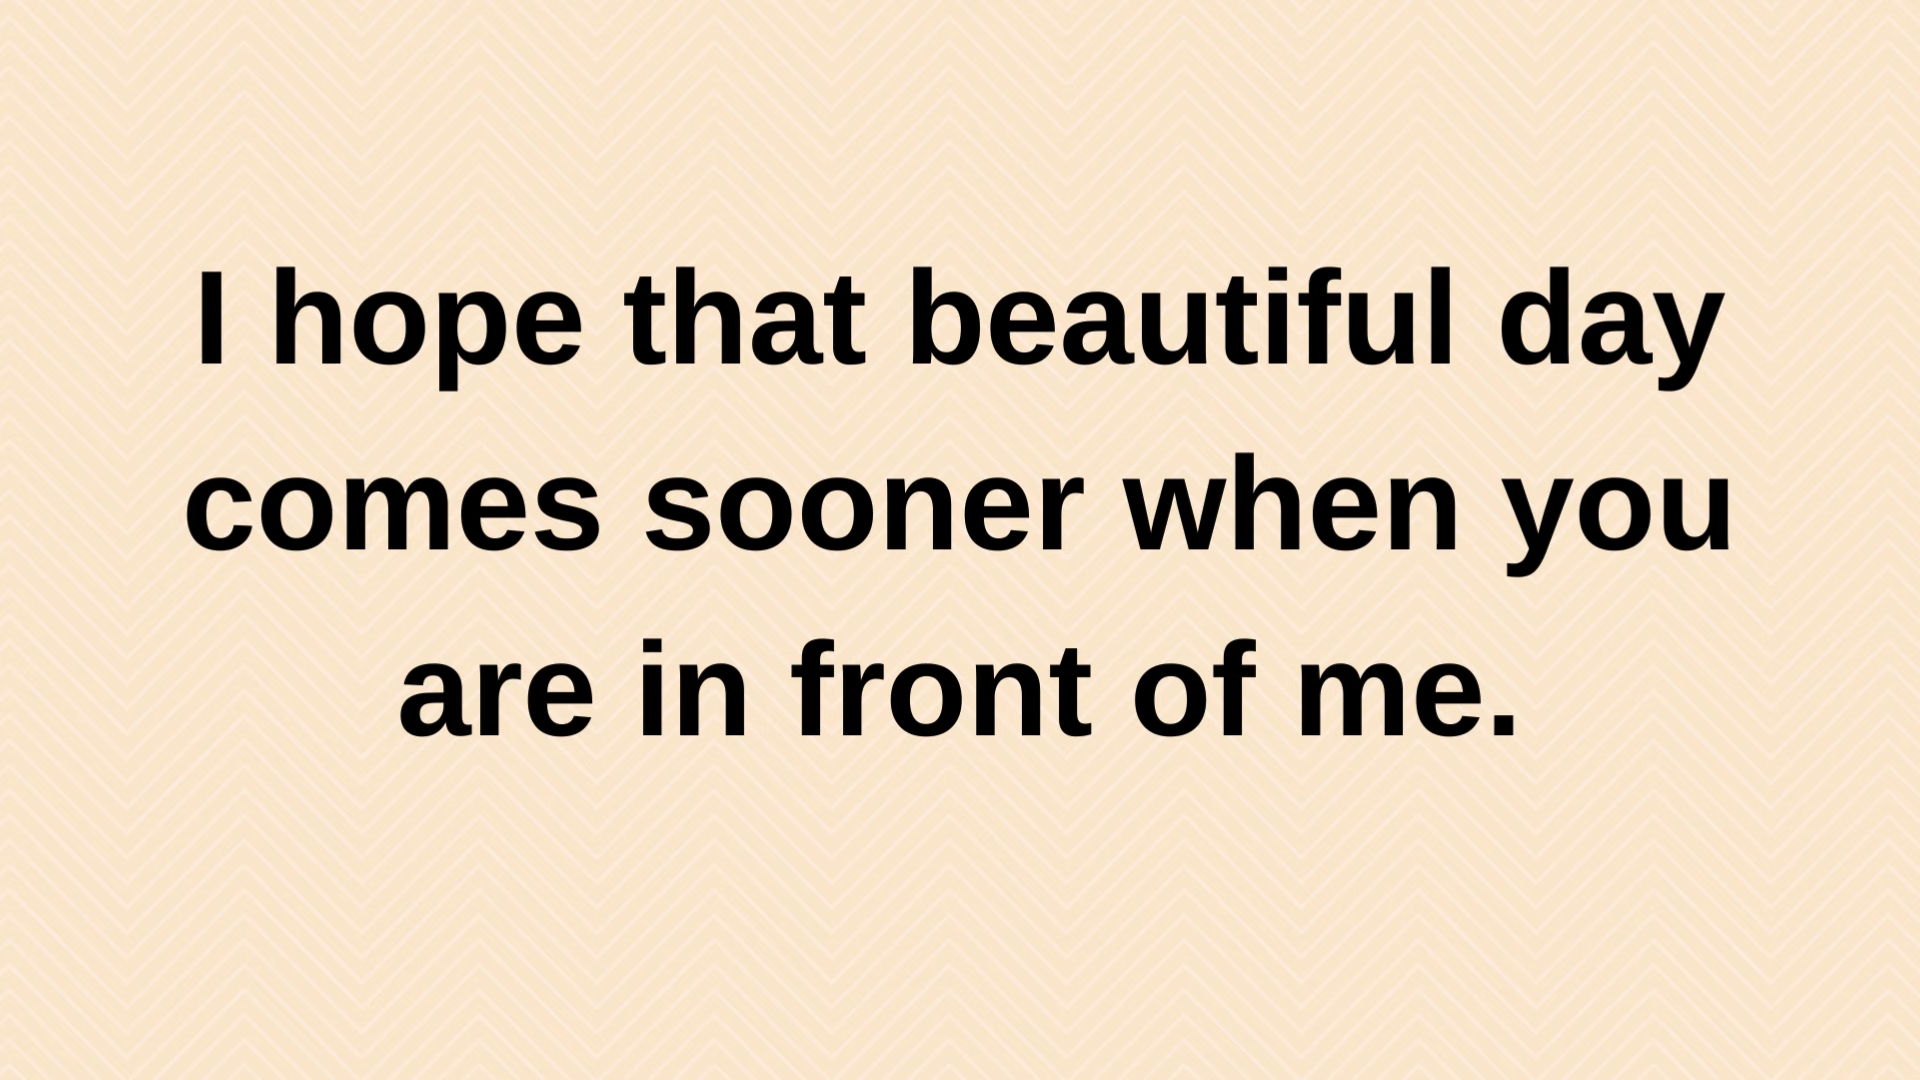 I hope that beautiful day
comes sooner when you
are in front of me.